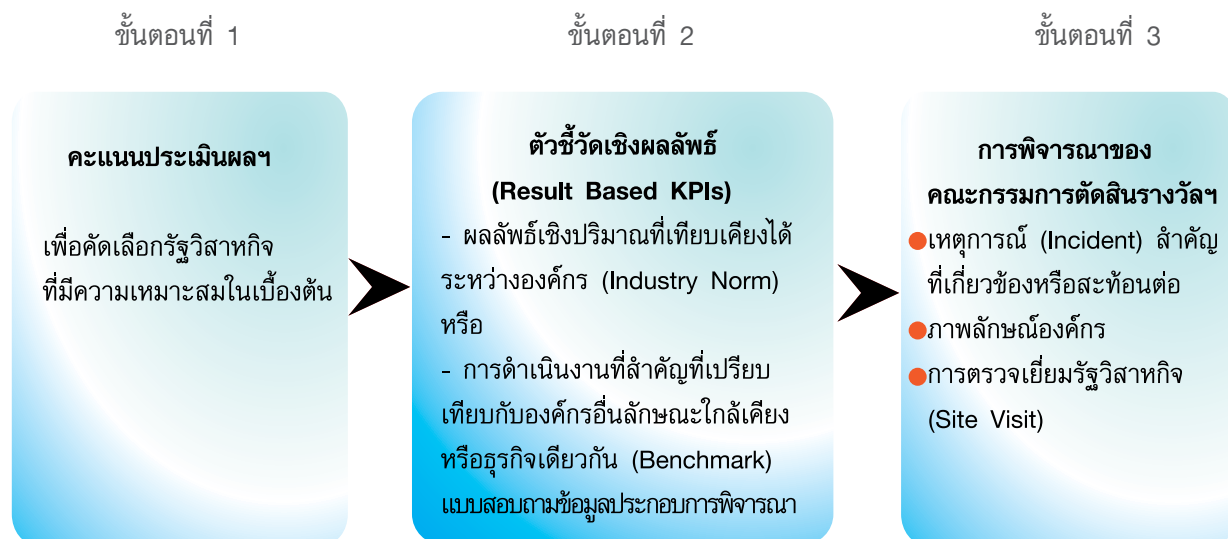 ขั้นตอนที่ 1
คะแนนประเมินผลฯ
เพื่อคัดเลือกรัฐวิสาหกิจ
ที่มีความเหมาะสมในเบื้องต้น
ขั้นตอนที่ 2
ตัวชี้วัดเชิงผลลัพธ์
(Result Based KPIs)
- ผลลัพธ์เชิงปริมาณที่เทียบเคียงได้
ระหว่างองค์กร (Industry Norm)
หรือ
- การดำเนินงานที่สำคัญที่เปรียบ
เทียบกับองค์กรอื่นลักษณะใกล้เคียง
หรือธุรกิจเดียวกัน (Benchmark)
แบบสอบถามข้อมูลประกอบการพิจารณา
ขั้นตอนที่ 3
การพิจารณาของ
คณะกรรมการตัดสินรางวัลฯ
●เหตุการณ์ (Incident) สำคัญ
ที่เกี่ยวข้องหรือสะท้อนต่อ
●ภาพลักษณ์องค์กร
●การตรวจเยี่ยมรัฐวิสาหกิจ
(Site Visit)